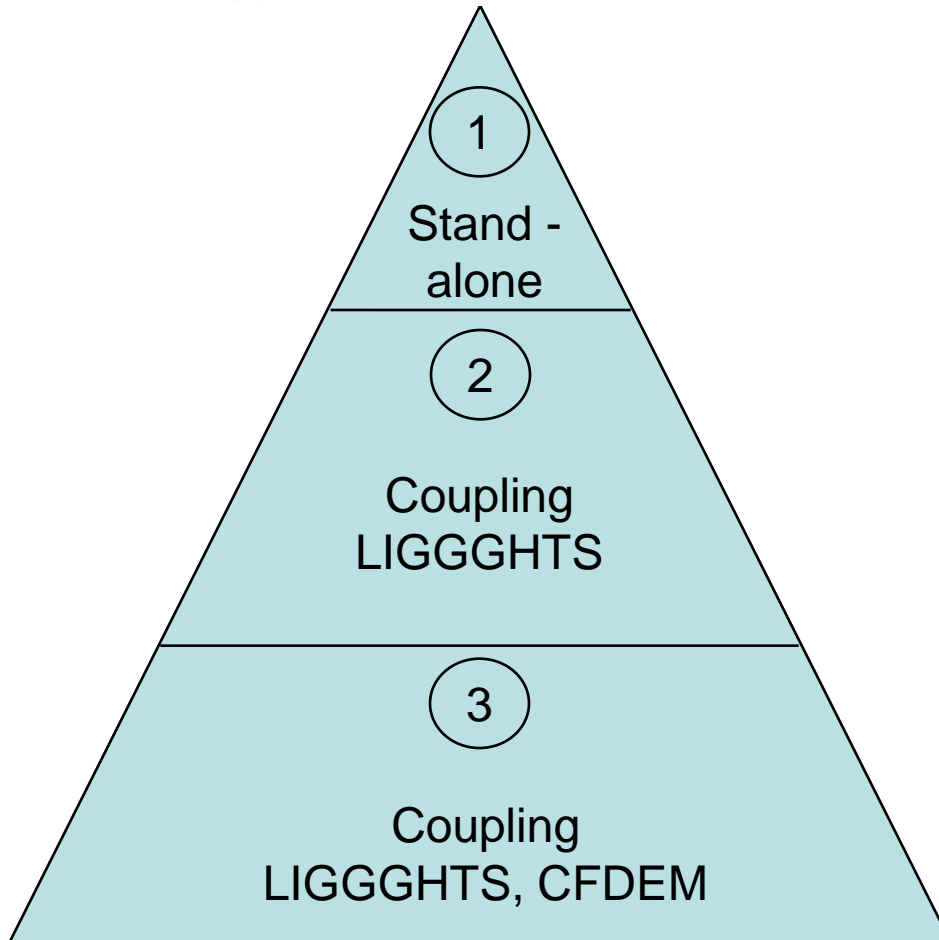 1
Stand -
alone
2
Coupling
LIGGGHTS
3
Coupling
LIGGGHTS, CFDEM